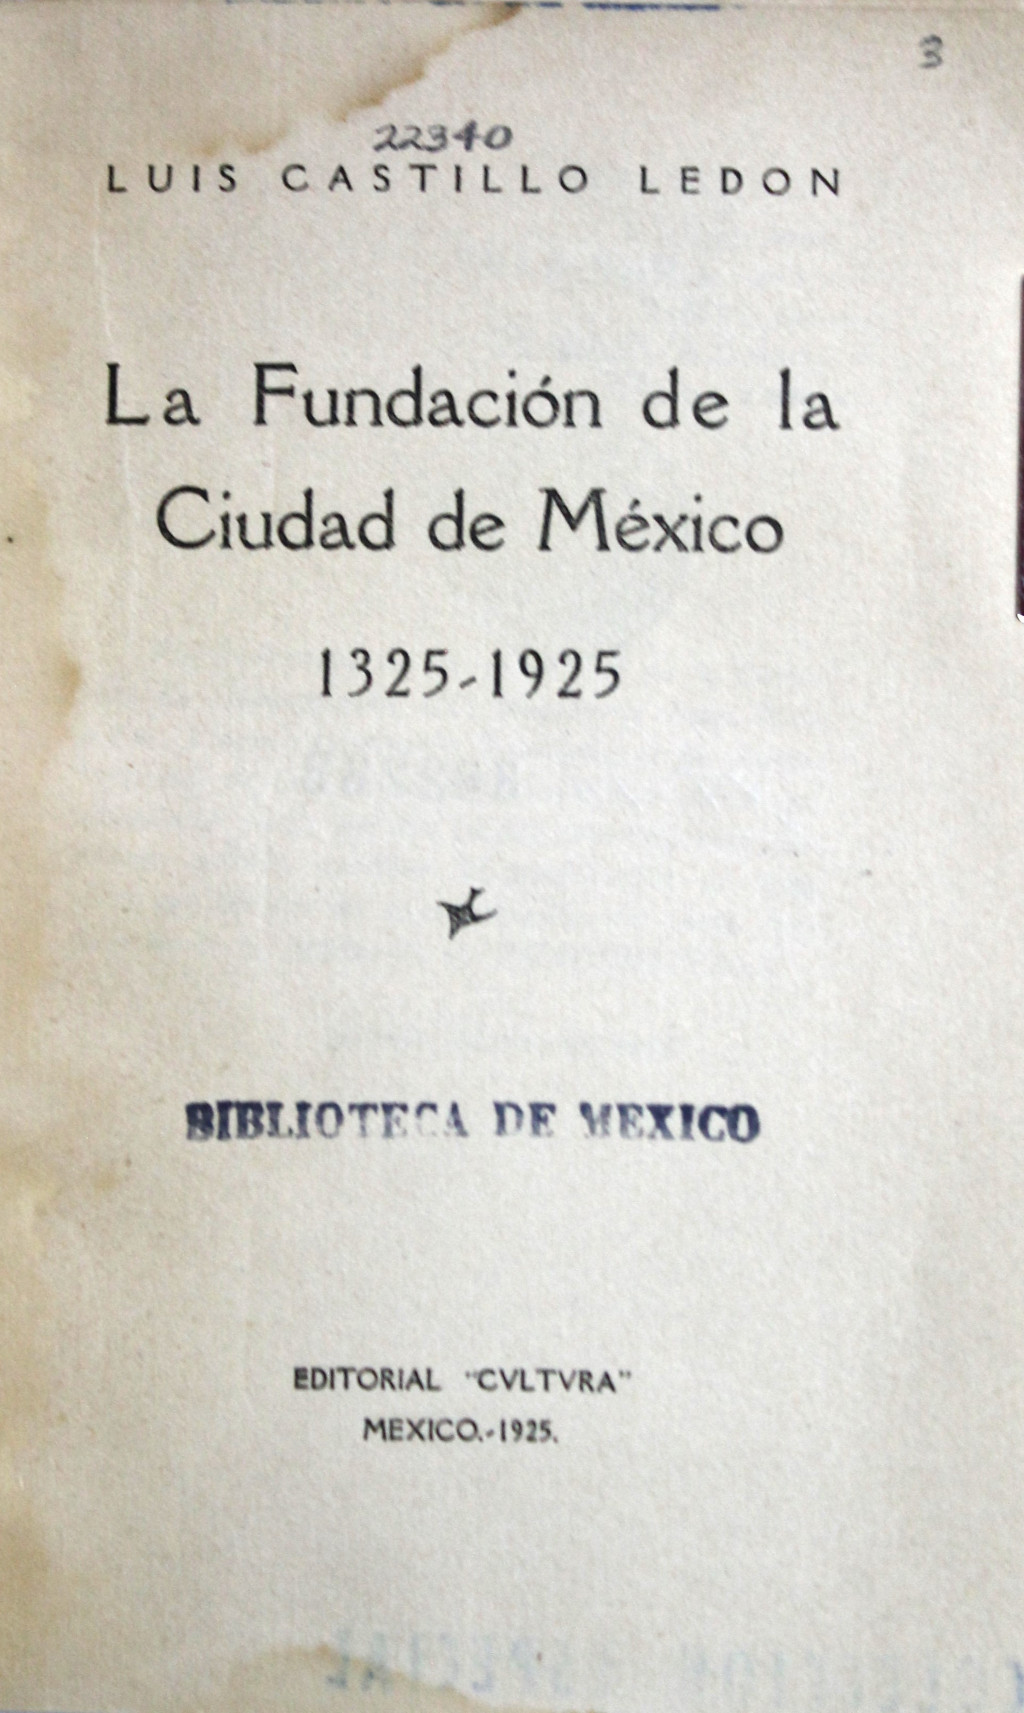 3
22340
LUIS CASTILLO LEDON
La Fundación de la
Ciudad de México
1325-1925
BIBLIOTECA DE MEXICO
EDITORIAL "CVLTVRA"
MEXICO.-1925.